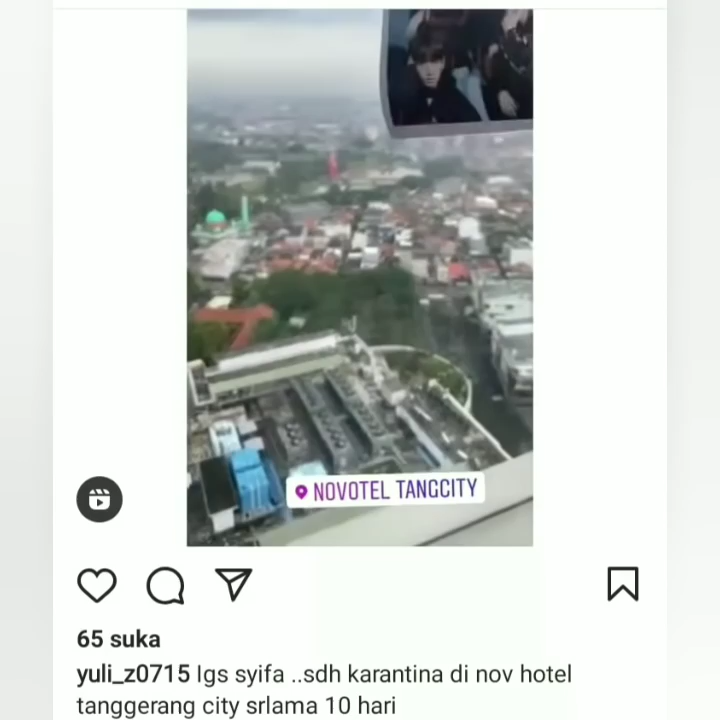 NOVOTEL TANGCITY
65 suka
yuli_z0715 Igs syifa ..sdh karantina di nov hotel
tanggerang city srlama 10 hari